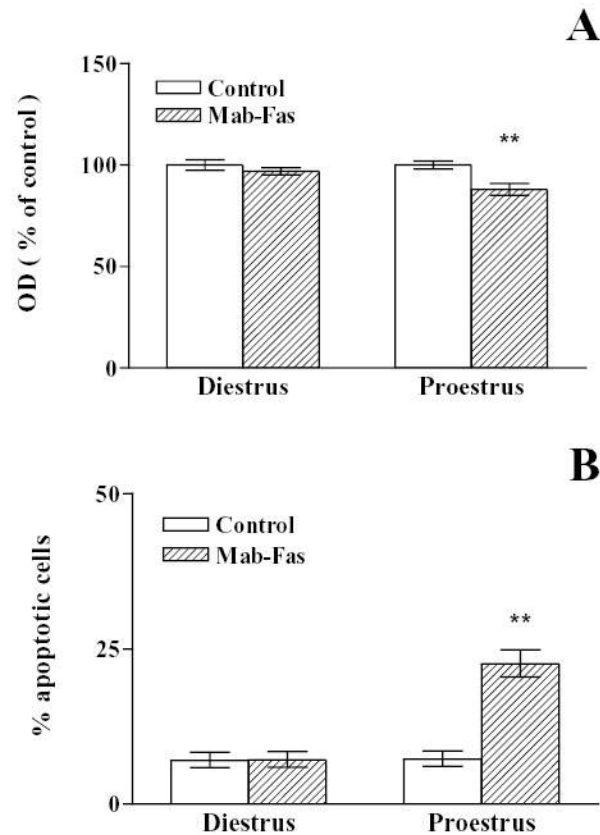 A
150
100
50
0
OD ( % of control )
Control
Mab-Fas
**
Diestrus
Proestrus
B
50
25
0
% apoptotic cells
Control
Mab-Fas
**
Diestrus
Proestrus